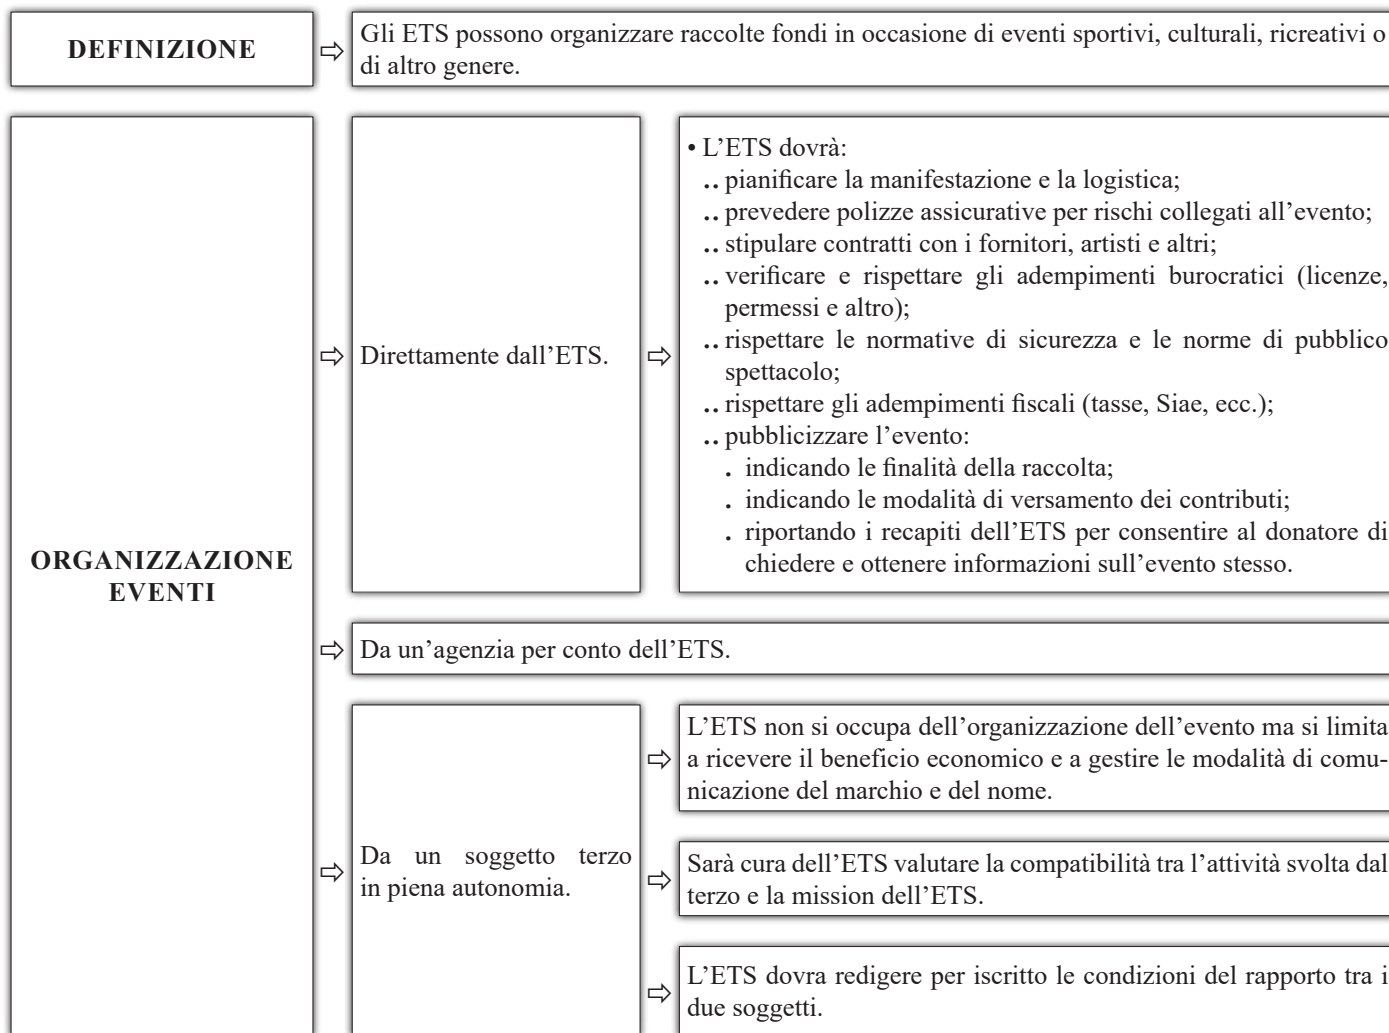 DEFINIZIONE
⇨
Gli ETS possono organizzare raccolte fondi in occasione di eventi sportivi, culturali, ricreativi o
di altro genere.
ORGANIZZAZIONE
EVENTI
⇨
Direttamente dall’ETS.
⇨
• L’ETS dovrà:
.. pianificare la manifestazione e la logistica;
.. prevedere polizze assicurative per rischi collegati all’evento;
.. stipulare contratti con i fornitori, artisti e altri;
.. verificare e rispettare gli adempimenti burocratici (licenze,
permessi e altro);
.. rispettare le normative di sicurezza e le norme di pubblico
spettacolo;
.. rispettare gli adempimenti fiscali (tasse, Siae, ecc.);
.. pubblicizzare l’evento:
. indicando le finalità della raccolta;
. indicando le modalità di versamento dei contributi;
. riportando i recapiti dell’ETS per consentire al donatore di
chiedere e ottenere informazioni sull’evento stesso.
⇨
Da un’agenzia per conto dell’ETS.
⇨
Da un soggetto terzo
in piena autonomia.
⇨
L’ETS non si occupa dell’organizzazione dell’evento ma si limita
a ricevere il beneficio economico e a gestire le modalità di comu-
nicazione del marchio e del nome.
⇨
Sarà cura dell’ETS valutare la compatibilità tra l’attività svolta dal
terzo e la mission dell’ETS.
⇨
L’ETS dovra redigere per iscritto le condizioni del rapporto tra i
due soggetti.